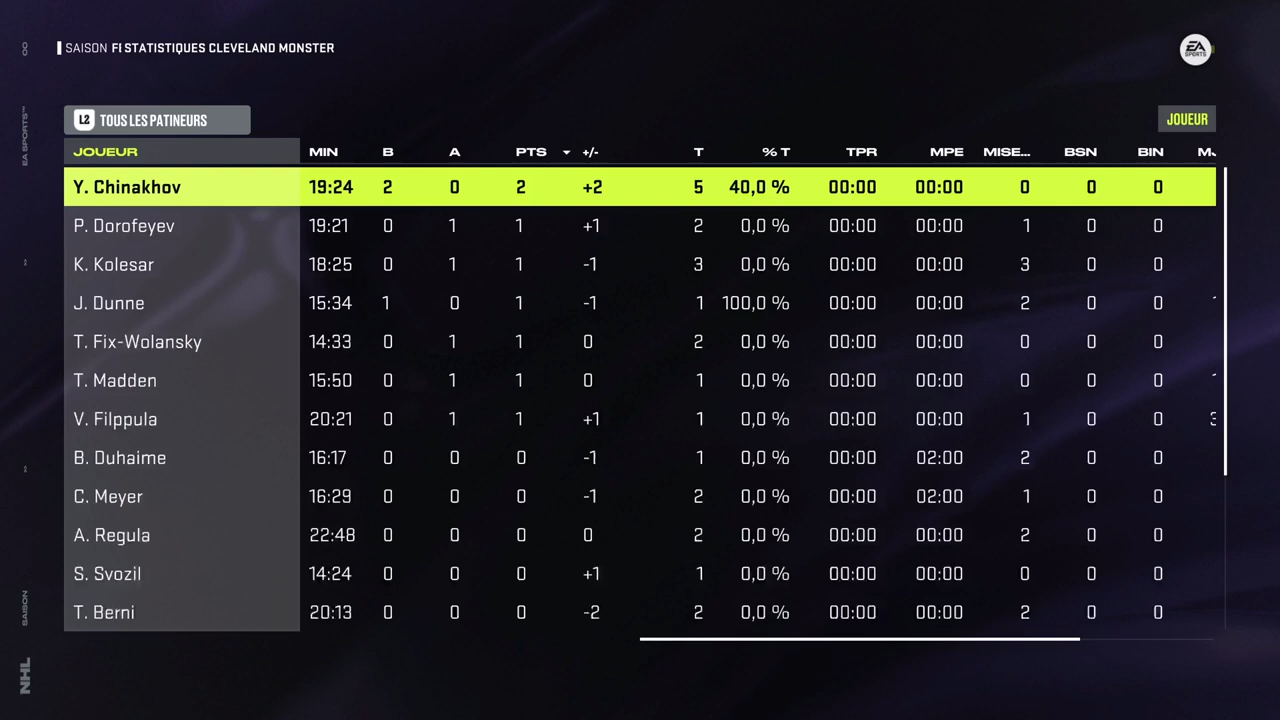 SAISON FI STATISTIQUES CLEVELAND MONSTER
EA SPORTS
L2 TOUS LES PATINEURS
JOUEUR
JOUEUR MIN B A PTS +/- T % T TPR MPE MISE... BSN BIN
Y. Chinakhov 19:24 2 0 2 +2 5 40,0 % 00:00 00:00 0 0 0
P. Dorofeyev 19:21 0 1 1 +1 2 0,0 % 00:00 00:00 1 0 0
K. Kolesar 18:25 0 1 1 -1 3 0,0 % 00:00 00:00 3 0 0
J. Dunne 15:34 1 0 1 -1 1 100,0 % 00:00 00:00 2 0 0
T. Fix-Wolansky 14:33 0 1 1 0 2 0,0 % 00:00 00:00 0 0 0
T. Madden 15:50 0 1 1 0 1 0,0 % 00:00 00:00 0 0 0
V. Filppula 20:21 0 1 1 +1 1 0,0 % 00:00 00:00 1 0 0
B. Duhaime 16:17 0 0 0 -1 1 0,0 % 00:00 02:00 2 0 0
C. Meyer 16:29 0 0 0 -1 2 0,0 % 00:00 02:00 1 0 0
A. Regula 22:48 0 0 0 0 2 0,0 % 00:00 00:00 2 0 0
S. Svozil 14:24 0 0 0 +1 1 0,0 % 00:00 00:00 0 0 0
T. Berni 20:13 0 0 0 -2 2 0,0 % 00:00 00:00 2 0 0
EA SPORTS™
SAISON
NHL